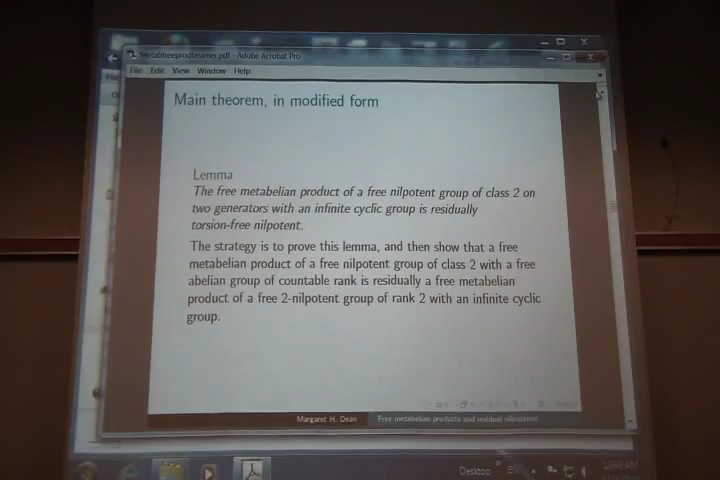 Metabfreeprodbeamer.pdf - Adobe Acrobat Pro
File Edit View Window Help
Main theorem, in modified form
Lemma
The free metabelian product of a free nilpotent group of class 2 on
two generators with an infinite cyclic group is residually
torsion-free nilpotent.
The strategy is to prove this lemma, and then show that a free
metabelian product of a free nilpotent group of class 2 with a free
abelian group of countable rank is residually a free metabelian
product of a free 2-nilpotent group of rank 2 with an infinite cyclic
group.
Margaret H. Dean Free metabelian products and residual nilpotence
Desktop EN